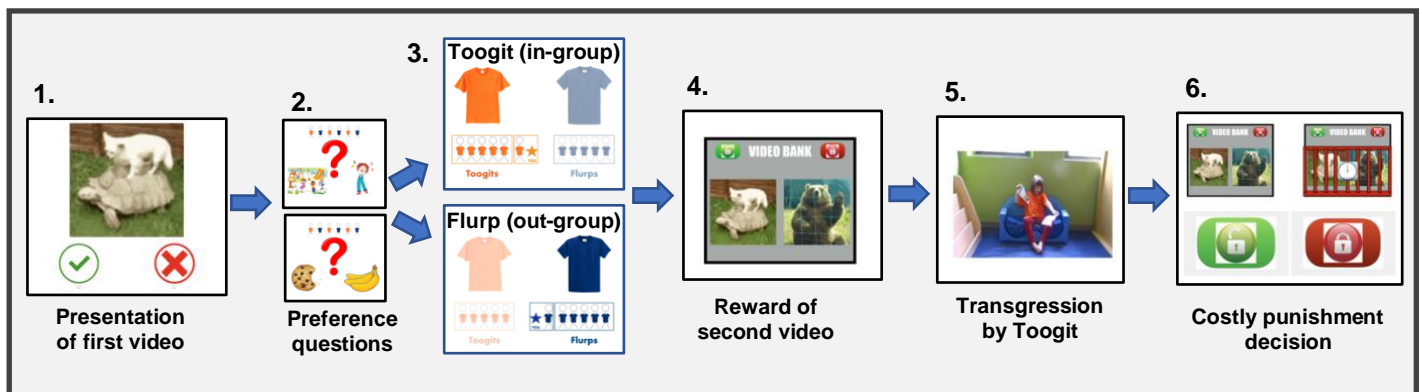 1.
Presentation
of first video
2.
?
?
Preference
questions
3.
Toogit (in-group)
Toogits
Flurps
Flurp (out-group)
Toogits
Flurps
4.
VIDEO BANK
Reward of
second video
5.
Transgression
by Toogit
6.
VIDEO BANK
VIDEO BANK
Costly punishment
decision